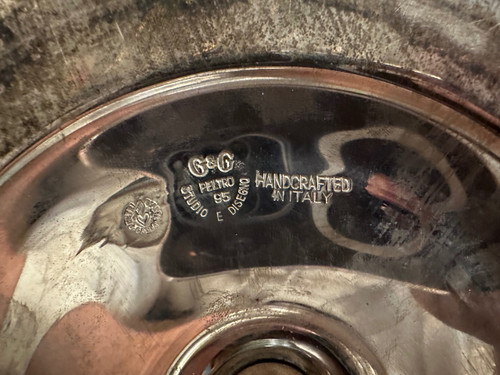 G&G
PELTRO
95
STUDIO E DISEGNO
HANDCRAFTED
IN ITALY